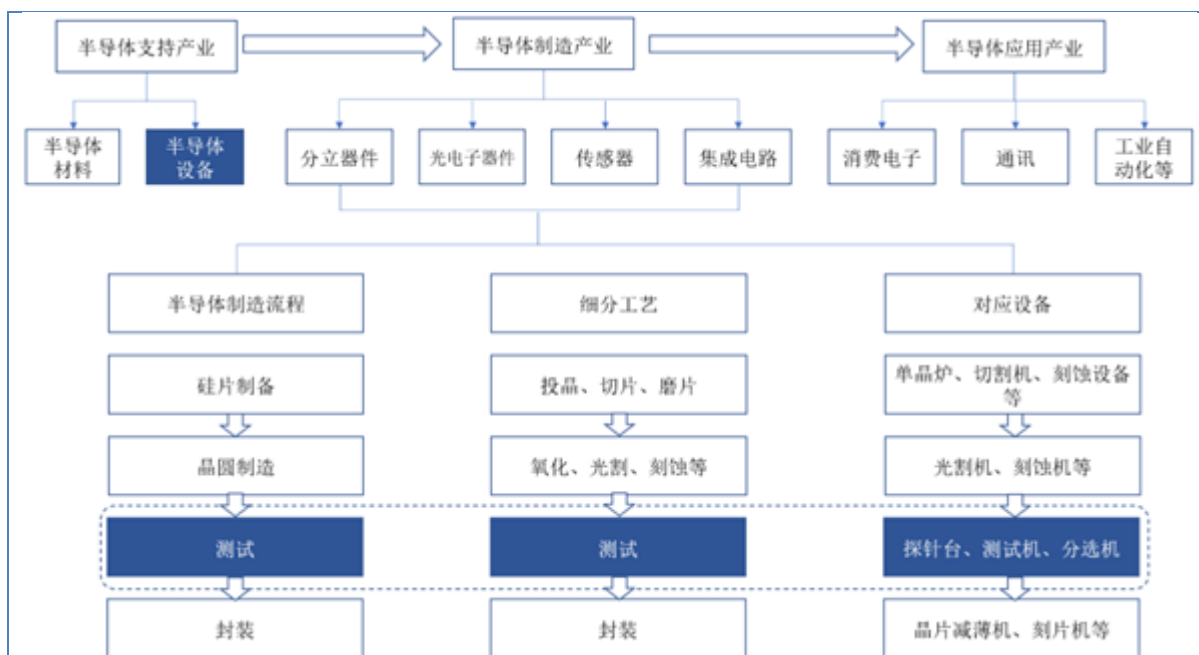 半导体支持产业
半导体制造产业
半导体应用产业
半导体
材料
半导体
设备
分立器件
光电子器件
传感器
集成电路
消费电子
通讯
工业自
动化等
半导体制造流程
细分工艺
对应设备
硅片制备
投晶、切片、磨片
单晶炉、切割机、刻蚀设备
等
晶圆制造
氧化、光割、刻蚀等
光割机、刻蚀机等
测试
测试
探针台、测试机、分选机
封装
封装
晶片减薄机、刻片机等